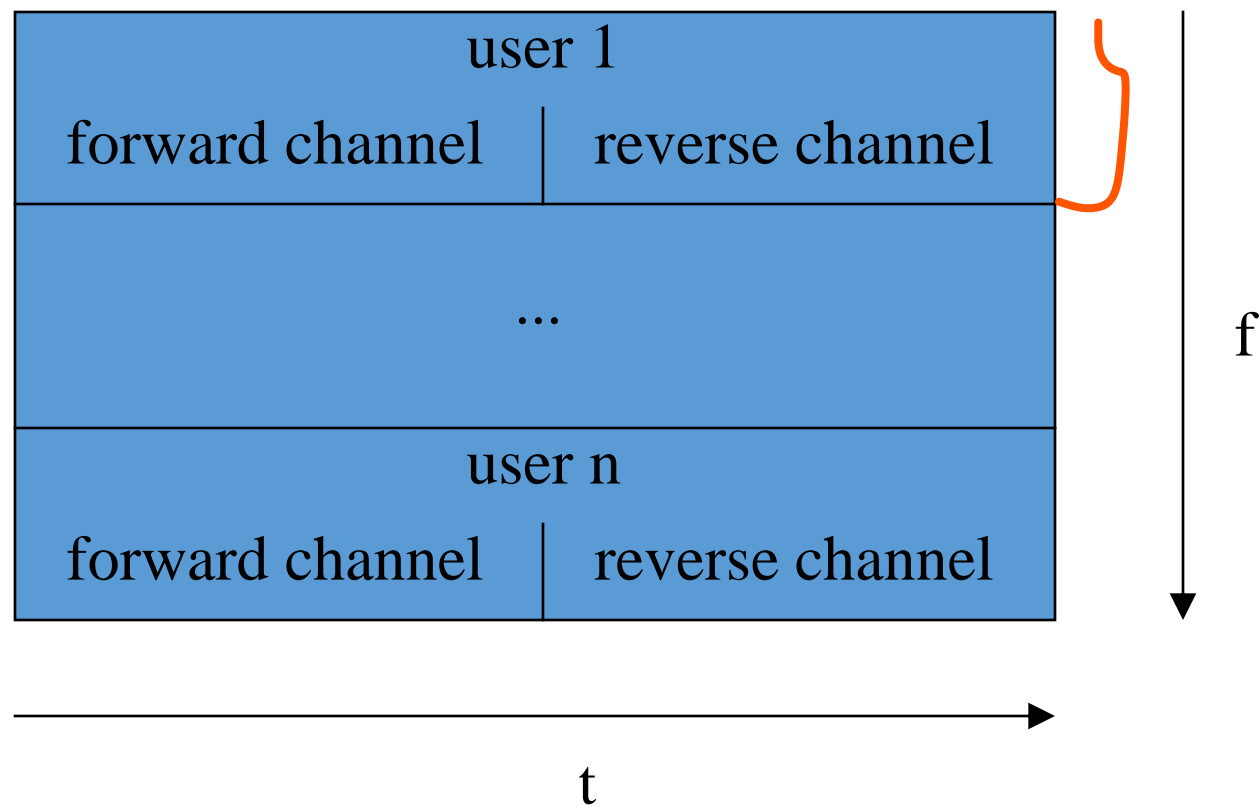 user 1
forward channel reverse channel
...
f
user n
forward channel reverse channel
t